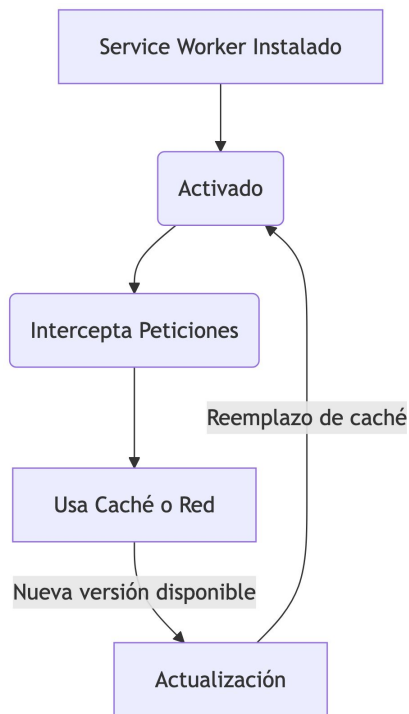 Service Worker Instalado
Activado
Intercepta Peticiones
Reemplazo de caché
Usa Caché o Red
Nueva versión disponible
Actualización